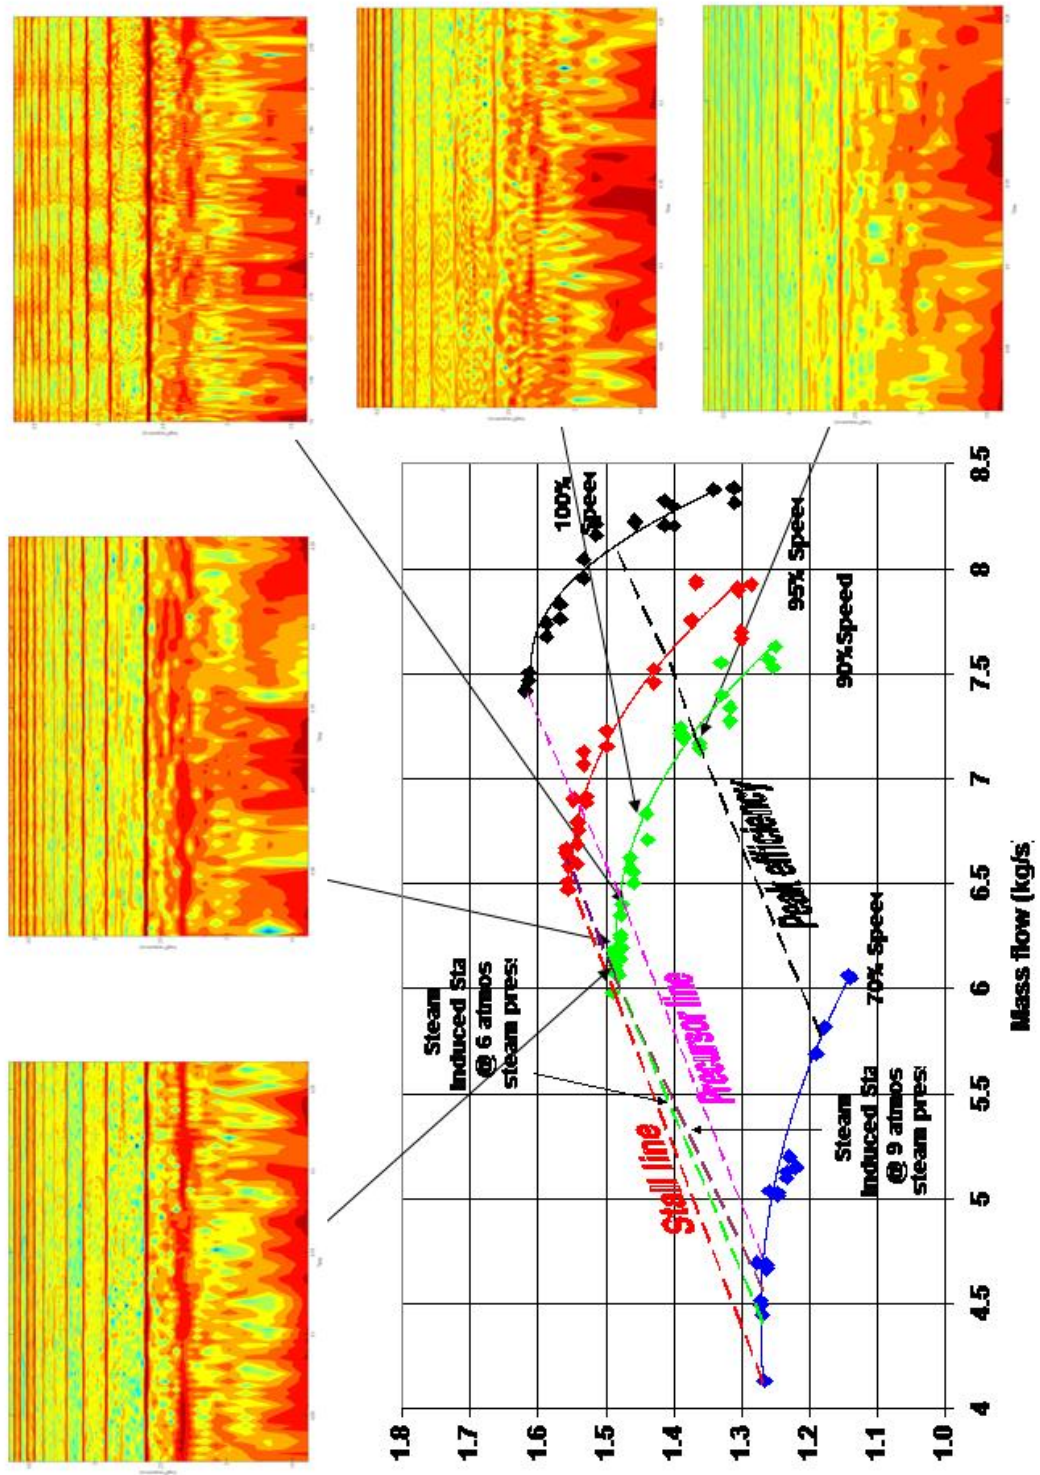 Steam
Induced Sta
@ 6 atmos
steam pres:
100%
Speed
95% Speed
90%Speed
70% Speed
Stall line
Precursor line
Peak efficiency
Steam
Induced Sta
@ 9 atmos
steam pres:
1.8
1.7
1.6
1.5
1.4
1.3
1.2
1.1
1.0
4
4.5
5
5.5
6
6.5
7
7.5
8
8.5
Mass flow (kg/s)